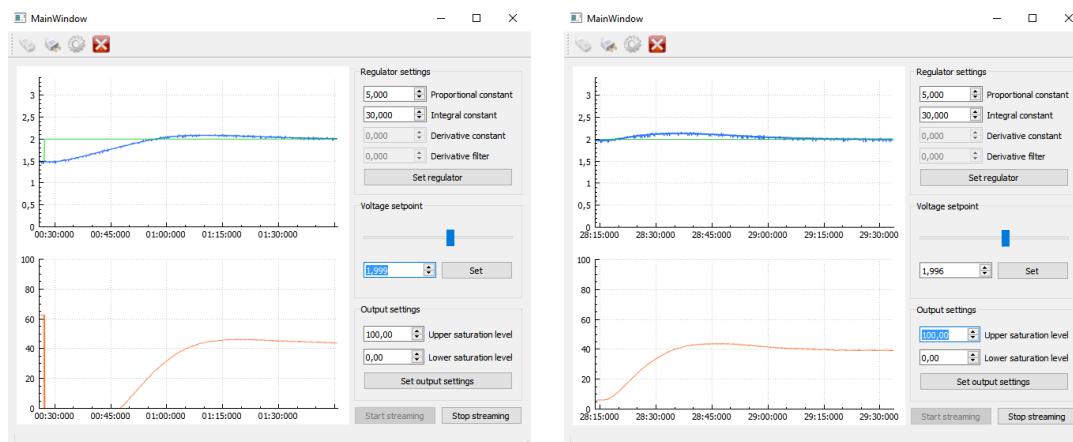 MainWindow
Regulator settings
5,000 Proportional constant
30,000 Integral constant
0,000 Derivative constant
0,000 Derivative filter
Set regulator
3
2,5
2
1,5
1
0,5
0
00:30:000 00:45:000 01:00:000 01:15:000 01:30:000
Voltage setpoint
1,999 Set
100
80
60
40
20
0
00:30:000 00:45:000 01:00:000 01:15:000 01:30:000
Output settings
100,00 Upper saturation level
0,00 Lower saturation level
Set output settings
Start streaming Stop streaming
MainWindow
Regulator settings
5,000 Proportional constant
30,000 Integral constant
0,000 Derivative constant
0,000 Derivative filter
Set regulator
3
2,5
2
1,5
1
0,5
0
28:15:000 28:30:000 28:45:000 29:00:000 29:15:000 29:30:000
Voltage setpoint
1,996 Set
100
80
60
40
20
0
28:15:000 28:30:000 28:45:000 29:00:000 29:15:000 29:30:000
Output settings
100,00 Upper saturation level
0,00 Lower saturation level
Set output settings
Start streaming Stop streaming